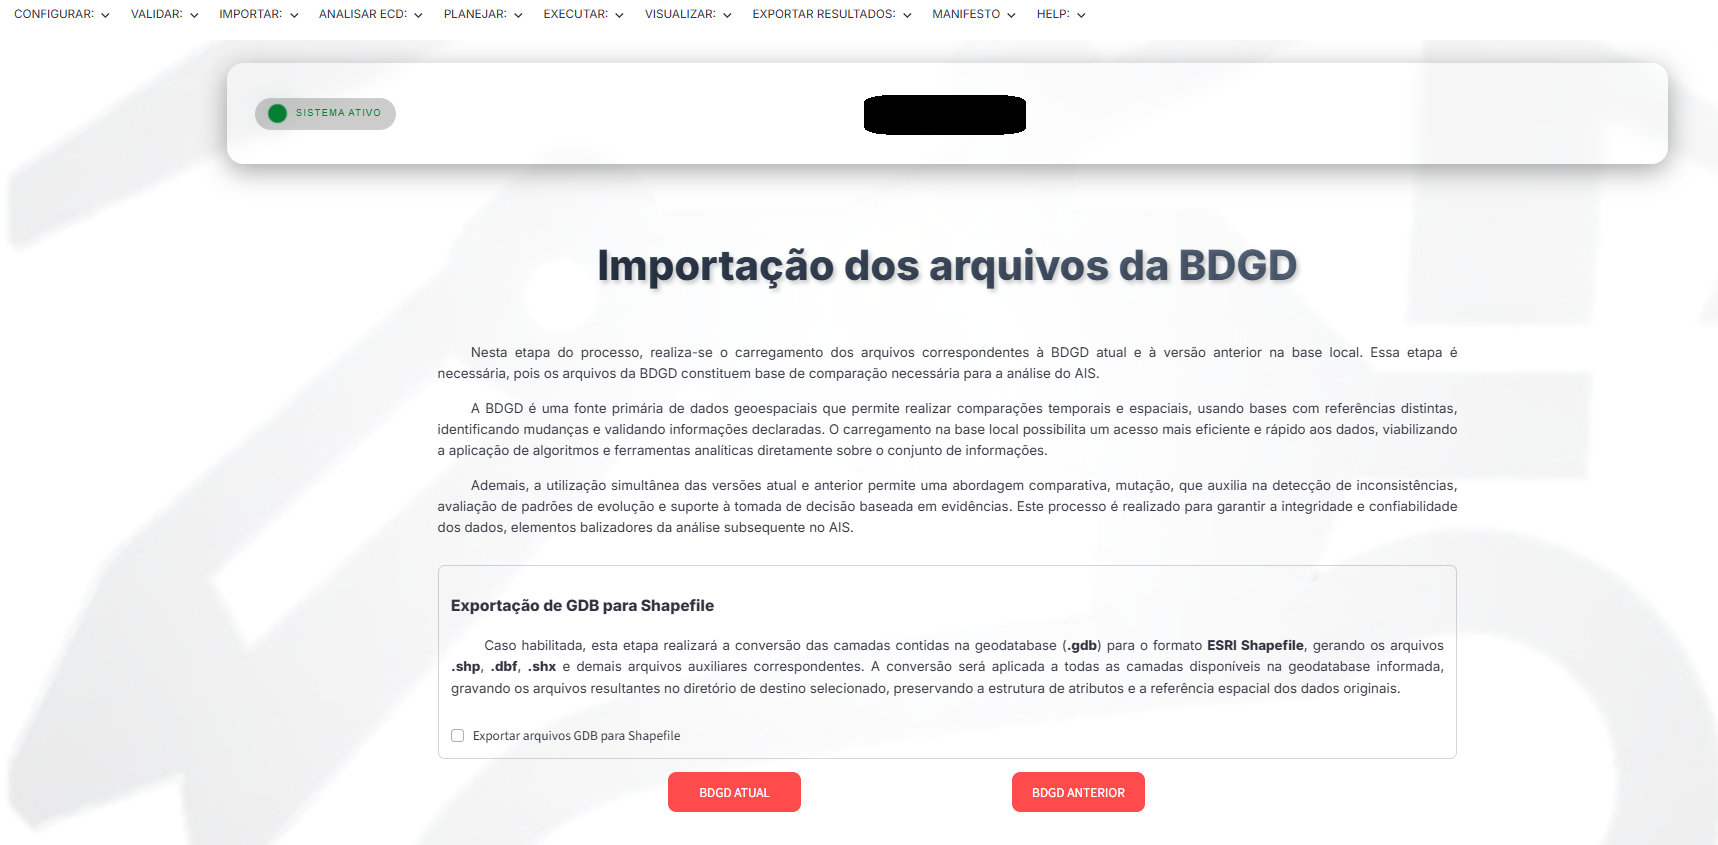 CONFIGURAR: VALIDAR: IMPORTAR: ANALISAR ECD: PLANEJAR: EXECUTAR: VISUALIZAR: EXPORTAR RESULTADOS: MANIFESTO HELP:
SISTEMA ATIVO
Importação dos arquivos da BDGD
Nesta etapa do processo, realiza-se o carregamento dos arquivos correspondentes à BDGD atual e à versão anterior na base local. Essa etapa é
necessária, pois os arquivos da BDGD constituem base de comparação necessária para a análise do AIS.
A BDGD é uma fonte primária de dados geoespaciais que permite realizar comparações temporais e espaciais, usando bases com referências distintas,
identificando mudanças e validando informações declaradas. O carregamento na base local possibilita um acesso mais eficiente e rápido aos dados, viabilizando
a aplicação de algoritmos e ferramentas analíticas diretamente sobre o conjunto de informações.
Ademais, a utilização simultânea das versões atual e anterior permite uma abordagem comparativa, mutação, que auxilia na detecção de inconsistências,
avaliação de padrões de evolução e suporte à tomada de decisão baseada em evidências. Este processo é realizado para garantir a integridade e confiabilidade
dos dados, elementos balizadores da análise subsequente no AIS.
Exportação de GDB para Shapefile
Caso habilitada, esta etapa realizará a conversão das camadas contidas na geodatabase (.gdb) para o formato ESRI Shapefile, gerando os arquivos
.shp, .dbf, .shx e demais arquivos auxiliares correspondentes. A conversão será aplicada a todas as camadas disponíveis na geodatabase informada,
gravando os arquivos resultantes no diretório de destino selecionado, preservando a estrutura de atributos e a referência espacial dos dados originais.
Exportar arquivos GDB para Shapefile
BDGD ATUAL BDGD ANTERIOR